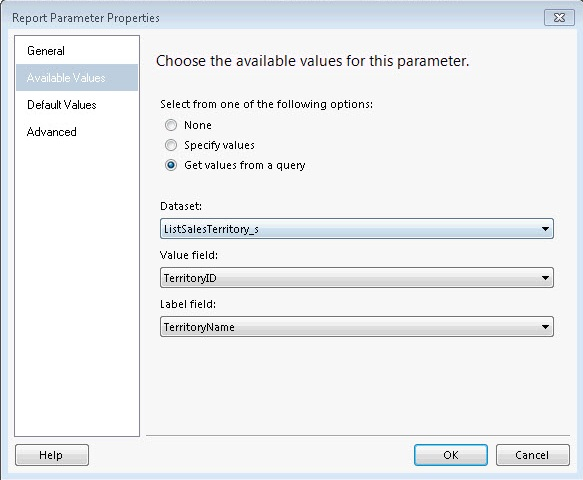 Report Parameter Properties
General
Available Values
Default Values
Advanced
Choose the available values for this parameter.
Select from one of the following options:
None
Specify values
Get values from a query
Dataset:
ListSalesTerritory_s
Value field:
TerritoryID
Label field:
TerritoryName
Help
OK
Cancel